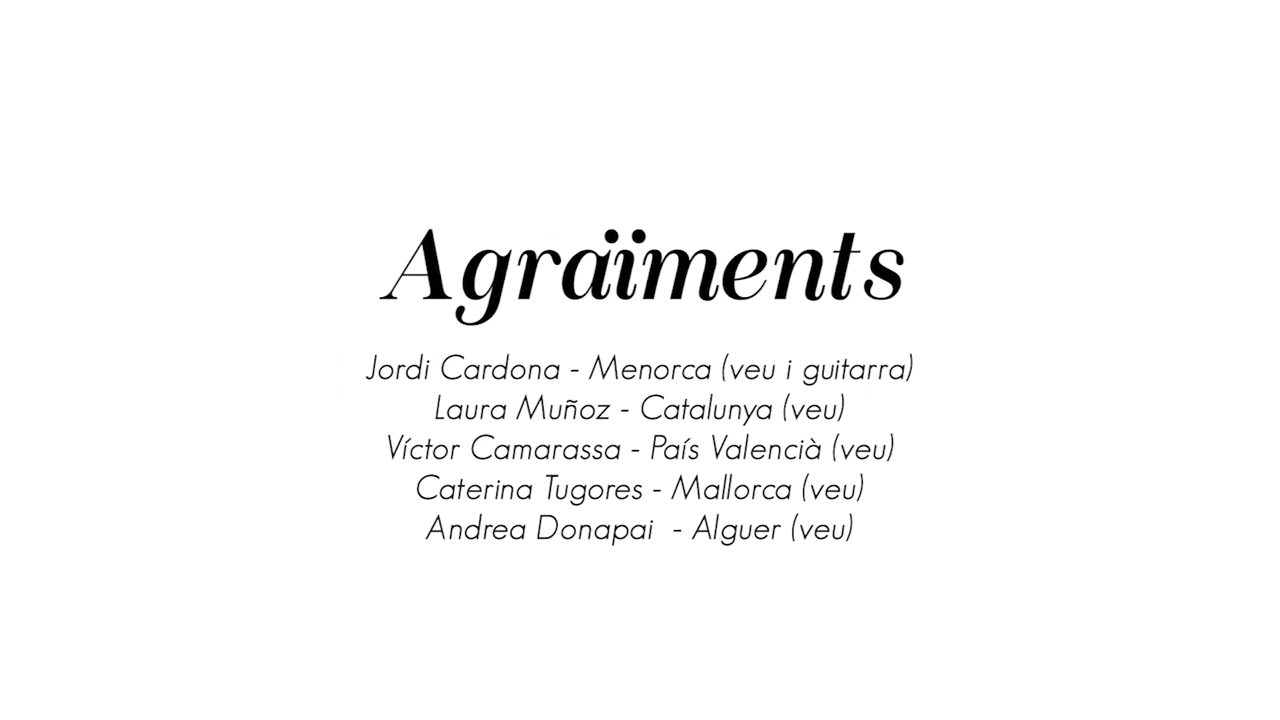 Agraïments
Jordi Cardona - Menorca (veu i guitarra)
Laura Muñoz - Catalunya (veu)
Víctor Camarassa - País Valencià (veu)
Caterina Tugores - Mallorca (veu)
Andrea Donapai - Alguer (veu)